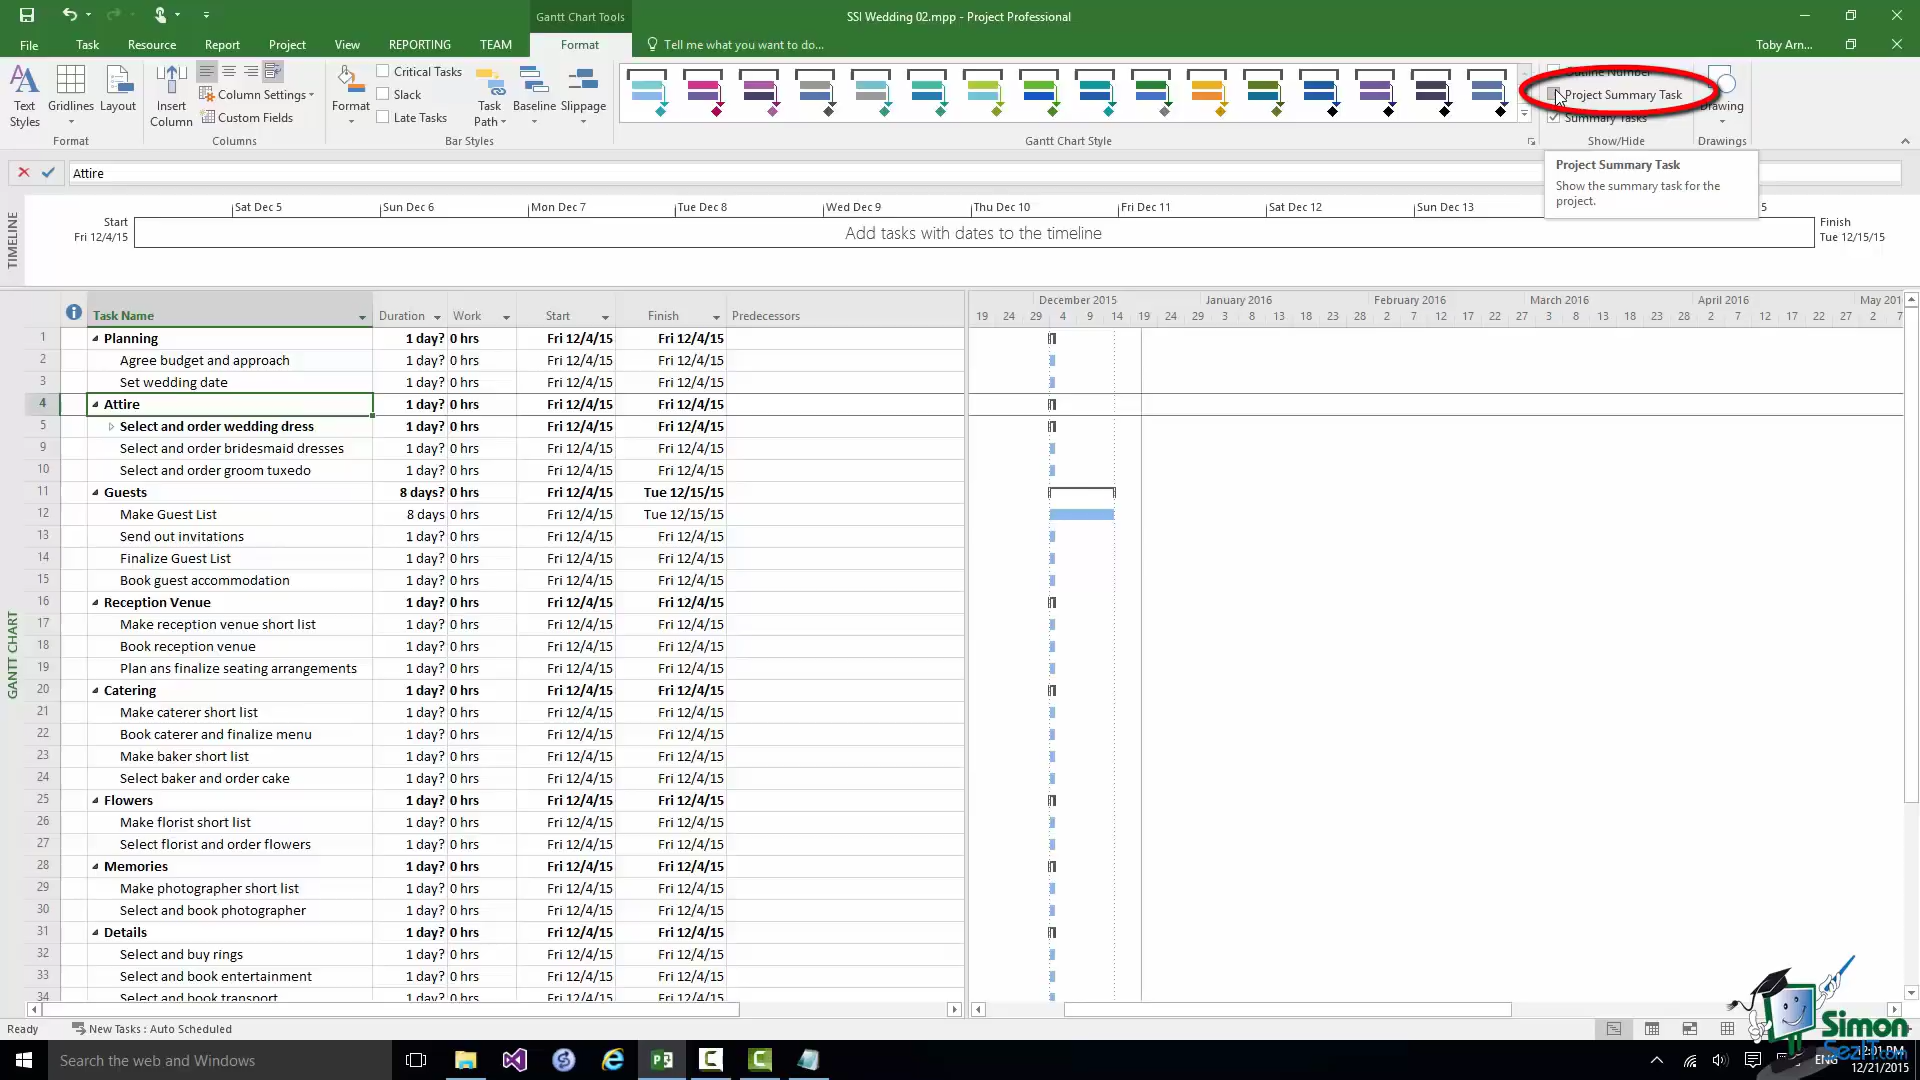 Gantt Chart Tools
SSI Wedding 02.mpp - Project Professional
File Task Resource Report Project View REPORTING TEAM Format Tell me what you want to do... Toby Arn...
Text Styles
Gridlines
Layout
Format
Insert Column
Column Settings
Custom Fields
Columns
Format
Critical Tasks
Slack
Late Tasks
Task Path
Baseline
Slippage
Bar Styles
Gantt Chart Style
Outline Number
Project Summary Task
Summary Tasks
Show/Hide
Drawing
Drawings
Attire
Project Summary Task
Show the summary task for the
project.
TIMELINE
Sat Dec 5 Sun Dec 6 Mon Dec 7 Tue Dec 8 Wed Dec 9 Thu Dec 10 Fri Dec 11 Sat Dec 12 Sun Dec 13 5
Start
Fri 12/4/15
Add tasks with dates to the timeline
Finish
Tue 12/15/15
GANTT CHART
Task Name Duration Work Start Finish Predecessors
December 2015 January 2016 February 2016 March 2016 April 2016 May 201
19 24 29 4 9 14 19 24 29 3 8 13 18 23 28 2 7 12 17 22 27 3 8 13 18 23 28 2 7 12 17 22 27 2 7
1 Planning 1 day? 0 hrs Fri 12/4/15 Fri 12/4/15
2 Agree budget and approach 1 day? 0 hrs Fri 12/4/15 Fri 12/4/15
3 Set wedding date 1 day? 0 hrs Fri 12/4/15 Fri 12/4/15
4 Attire 1 day? 0 hrs Fri 12/4/15 Fri 12/4/15
5 Select and order wedding dress 1 day? 0 hrs Fri 12/4/15 Fri 12/4/15
9 Select and order bridesmaid dresses 1 day? 0 hrs Fri 12/4/15 Fri 12/4/15
10 Select and order groom tuxedo 1 day? 0 hrs Fri 12/4/15 Fri 12/4/15
11 Guests 8 days? 0 hrs Fri 12/4/15 Tue 12/15/15
12 Make Guest List 8 days 0 hrs Fri 12/4/15 Tue 12/15/15
13 Send out invitations 1 day? 0 hrs Fri 12/4/15 Fri 12/4/15
14 Finalize Guest List 1 day? 0 hrs Fri 12/4/15 Fri 12/4/15
15 Book guest accommodation 1 day? 0 hrs Fri 12/4/15 Fri 12/4/15
16 Reception Venue 1 day? 0 hrs Fri 12/4/15 Fri 12/4/15
17 Make reception venue short list 1 day? 0 hrs Fri 12/4/15 Fri 12/4/15
18 Book reception venue 1 day? 0 hrs Fri 12/4/15 Fri 12/4/15
19 Plan ans finalize seating arrangements 1 day? 0 hrs Fri 12/4/15 Fri 12/4/15
20 Catering 1 day? 0 hrs Fri 12/4/15 Fri 12/4/15
21 Make caterer short list 1 day? 0 hrs Fri 12/4/15 Fri 12/4/15
22 Book caterer and finalize menu 1 day? 0 hrs Fri 12/4/15 Fri 12/4/15
23 Make baker short list 1 day? 0 hrs Fri 12/4/15 Fri 12/4/15
24 Select baker and order cake 1 day? 0 hrs Fri 12/4/15 Fri 12/4/15
25 Flowers 1 day? 0 hrs Fri 12/4/15 Fri 12/4/15
26 Make florist short list 1 day? 0 hrs Fri 12/4/15 Fri 12/4/15
27 Select florist and order flowers 1 day? 0 hrs Fri 12/4/15 Fri 12/4/15
28 Memories 1 day? 0 hrs Fri 12/4/15 Fri 12/4/15
29 Make photographer short list 1 day? 0 hrs Fri 12/4/15 Fri 12/4/15
30 Select and book photographer 1 day? 0 hrs Fri 12/4/15 Fri 12/4/15
31 Details 1 day? 0 hrs Fri 12/4/15 Fri 12/4/15
32 Select and buy rings 1 day? 0 hrs Fri 12/4/15 Fri 12/4/15
33 Select and book entertainment 1 day? 0 hrs Fri 12/4/15 Fri 12/4/15
34 Select and book transport 1 day? 0 hrs Fri 12/4/15 Fri 12/4/15
Ready New Tasks : Auto Scheduled
Simon
SezIT.com
Search the web and Windows
ENG
12:01 PM
12/21/2015